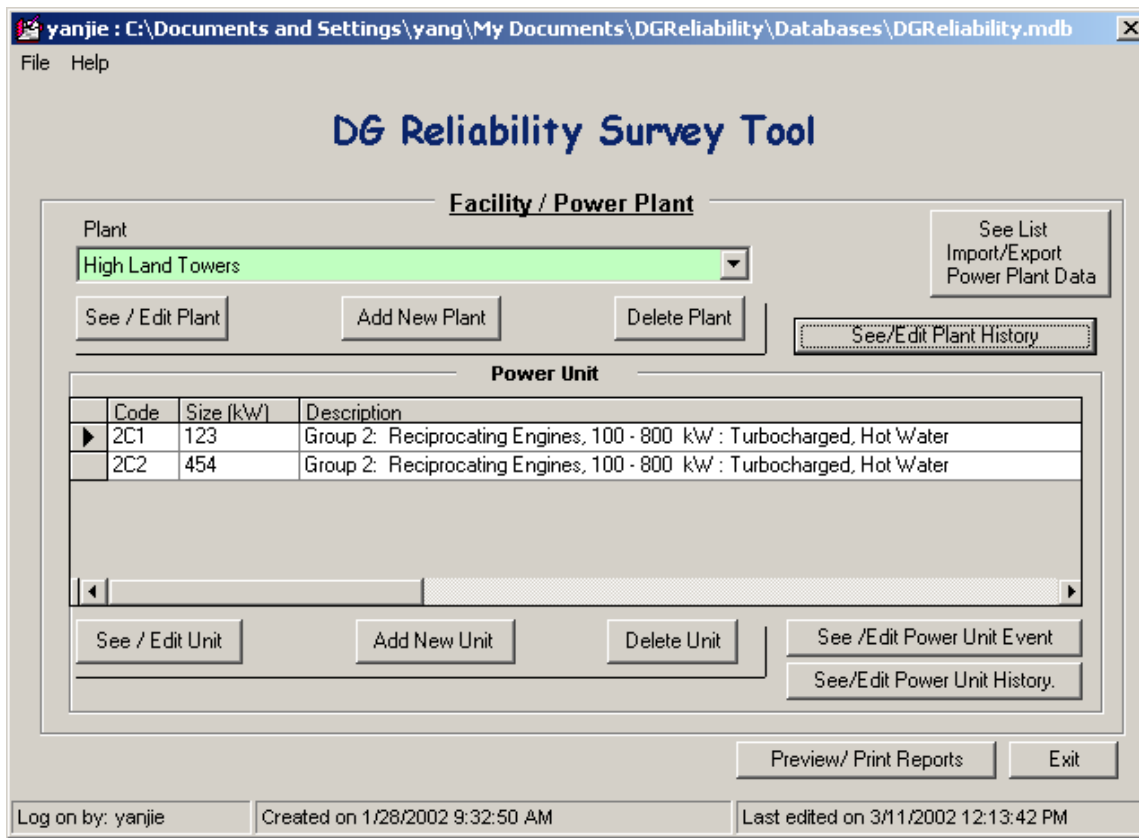 yanjie : C:\Documents and Settings\yang\My Documents\DGReliability\Databases\DGReliability.mdb
File Help
DG Reliability Survey Tool
Facility / Power Plant
Plant
High Land Towers
See List
Import/Export
Power Plant Data
See / Edit Plant
Add New Plant
Delete Plant
See/Edit Plant History
Power Unit
Code Size (kW) Description
2C1 123 Group 2: Reciprocating Engines, 100 - 800 kW : Turbocharged, Hot Water
2C2 454 Group 2: Reciprocating Engines, 100 - 800 kW : Turbocharged, Hot Water
See / Edit Unit
Add New Unit
Delete Unit
See /Edit Power Unit Event
See/Edit Power Unit History.
Preview/ Print Reports
Exit
Log on by: yanjie
Created on 1/28/2002 9:32:50 AM
Last edited on 3/11/2002 12:13:42 PM